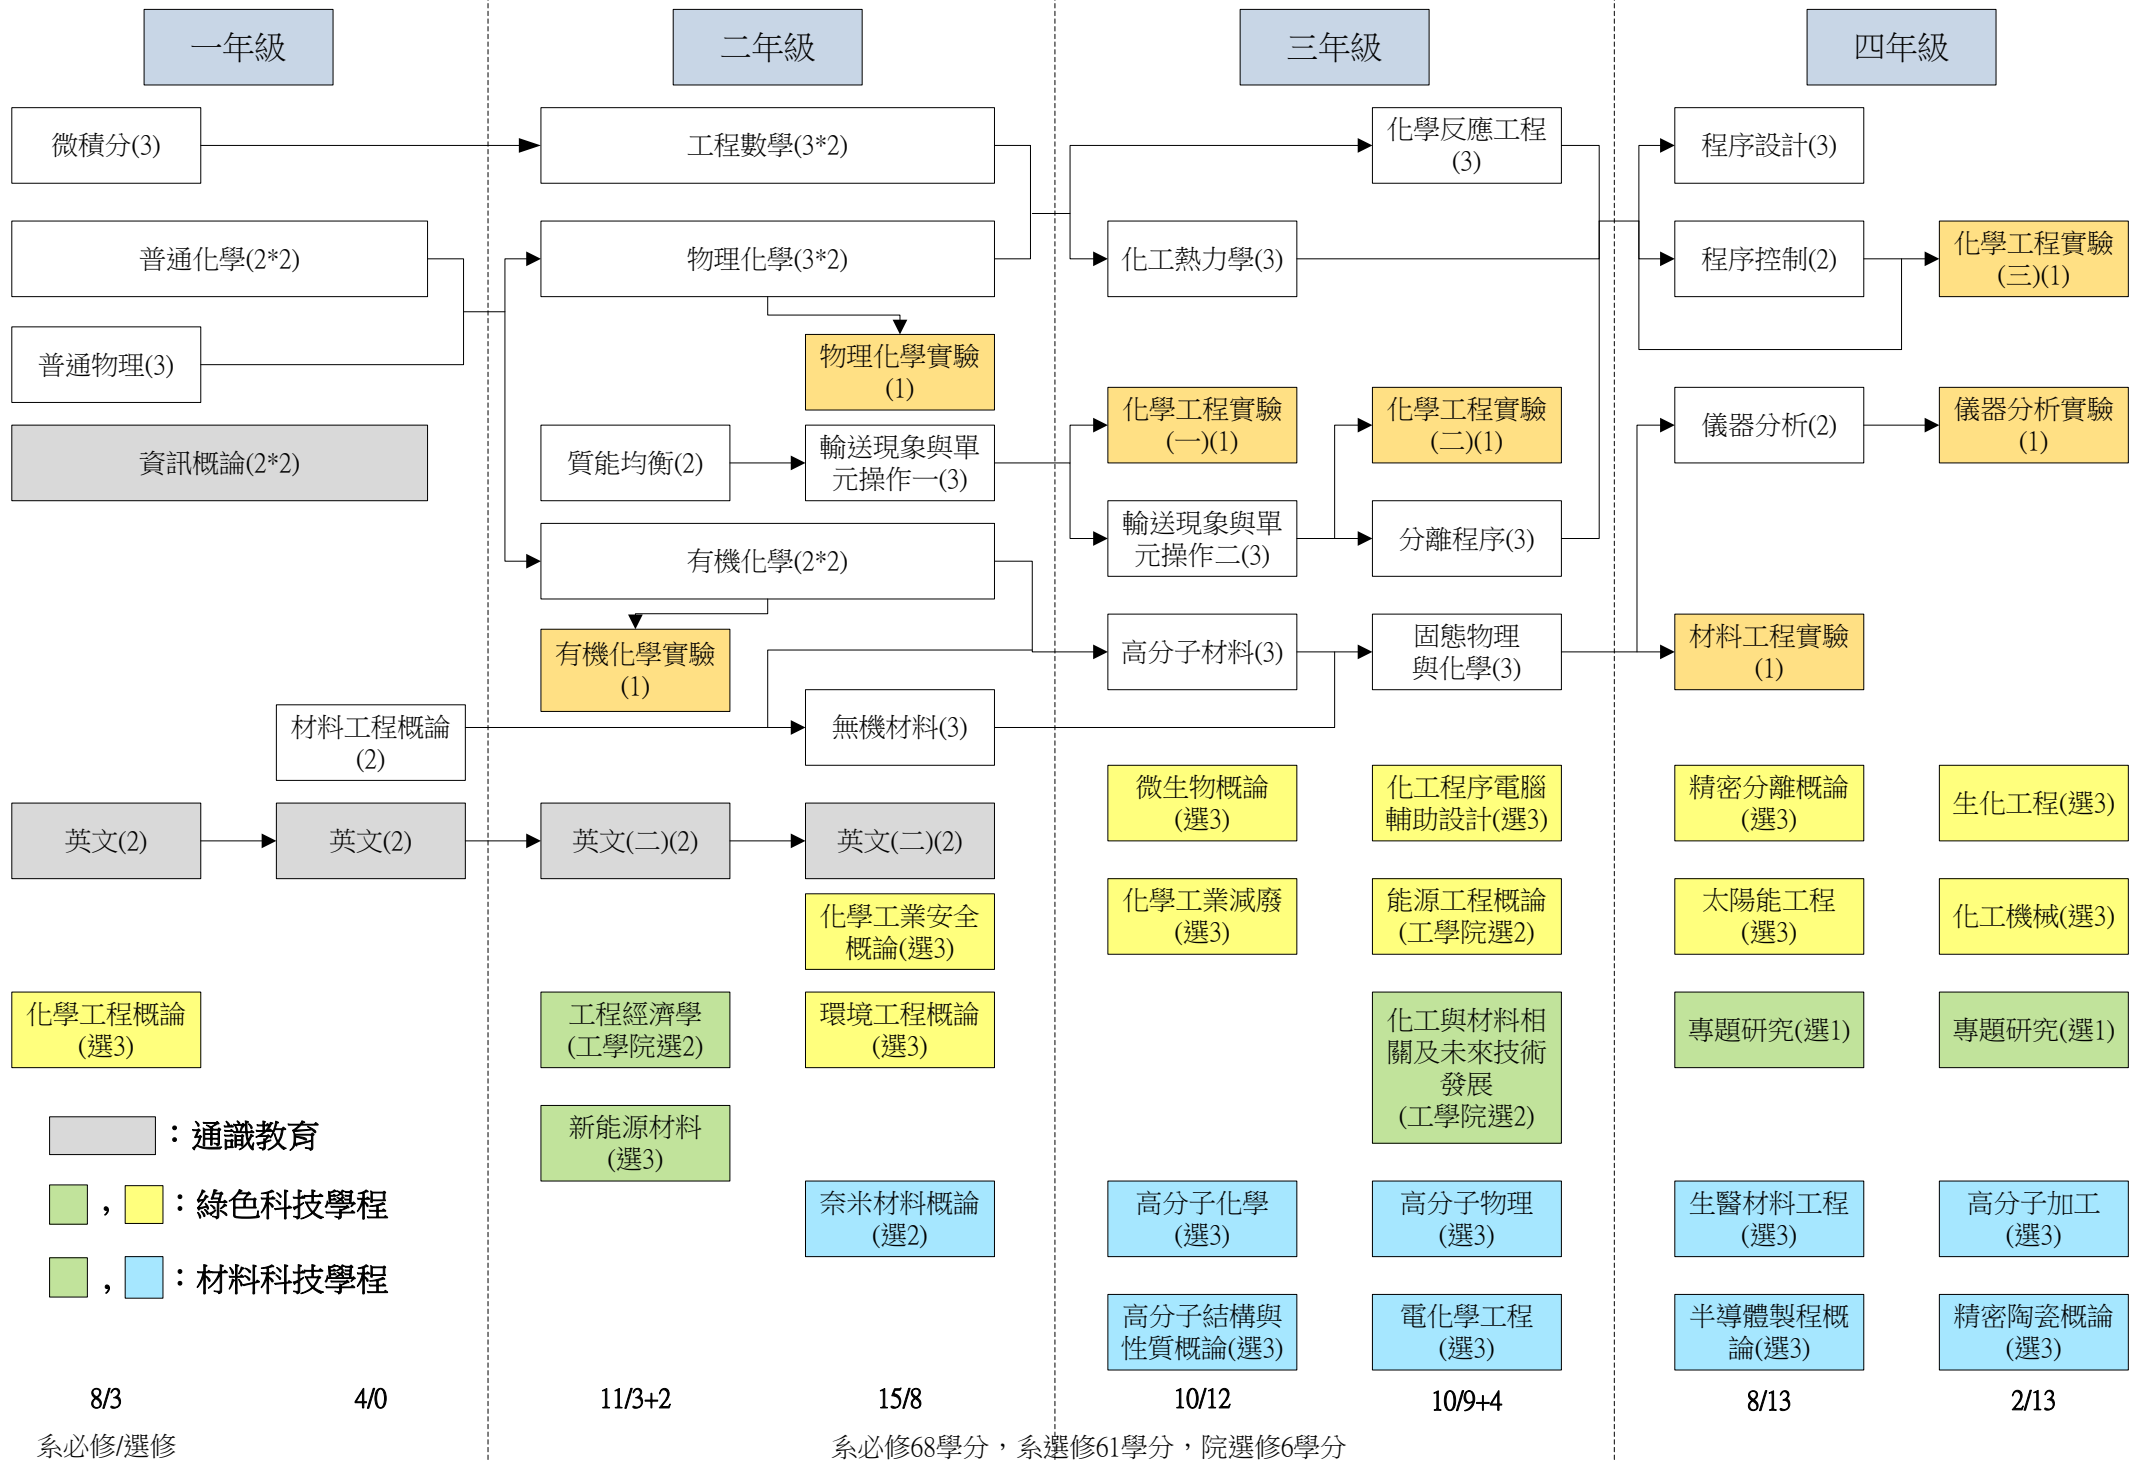 一年級
二年級
三年級
四年級
微積分(3)
工程數學(3*2)
化學反應工程
(3)
程序設計(3)
普通化學(2*2)
物理化學(3*2)
化工熱力學(3)
程序控制(2)
化學工程實驗
(三)(1)
普通物理(3)
物理化學實驗
(1)
資訊概論(2*2)
質能均衡(2)
輸送現象與單
元操作一(3)
化學工程實驗
(一)(1)
化學工程實驗
(二)(1)
儀器分析(2)
儀器分析實驗
(1)
有機化學(2*2)
輸送現象與單
元操作二(3)
分離程序(3)
有機化學實驗
(1)
高分子材料(3)
固態物理
與化學(3)
材料工程實驗
(1)
材料工程概論
(2)
無機材料(3)
微生物概論
(選3)
化工程序電腦
輔助設計(選3)
精密分離概論
(選3)
生化工程(選3)
英文(2)
英文(2)
英文(二)(2)
英文(二)(2)
化學工業安全
概論(選3)
化學工業減廢
(選3)
能源工程概論
(工學院選2)
太陽能工程
(選3)
化工機械(選3)
化學工程概論
(選3)
工程經濟學
(工學院選2)
環境工程概論
(選3)
化工與材料相
關及未來技術
發展
(工學院選2)
專題研究(選1)
專題研究(選1)
：通識教育
新能源材料
(選3)
，：綠色科技學程
奈米材料概論
(選2)
高分子化學
(選3)
高分子物理
(選3)
生醫材料工程
(選3)
高分子加工
(選3)
，：材料科技學程
高分子結構與
性質概論(選3)
電化學工程
(選3)
半導體製程概
論(選3)
精密陶瓷概論
(選3)
8/3
4/0
11/3+2
15/8
10/12
10/9+4
8/13
2/13
系必修/選修
系必修68學分，系選修61學分，院選修6學分